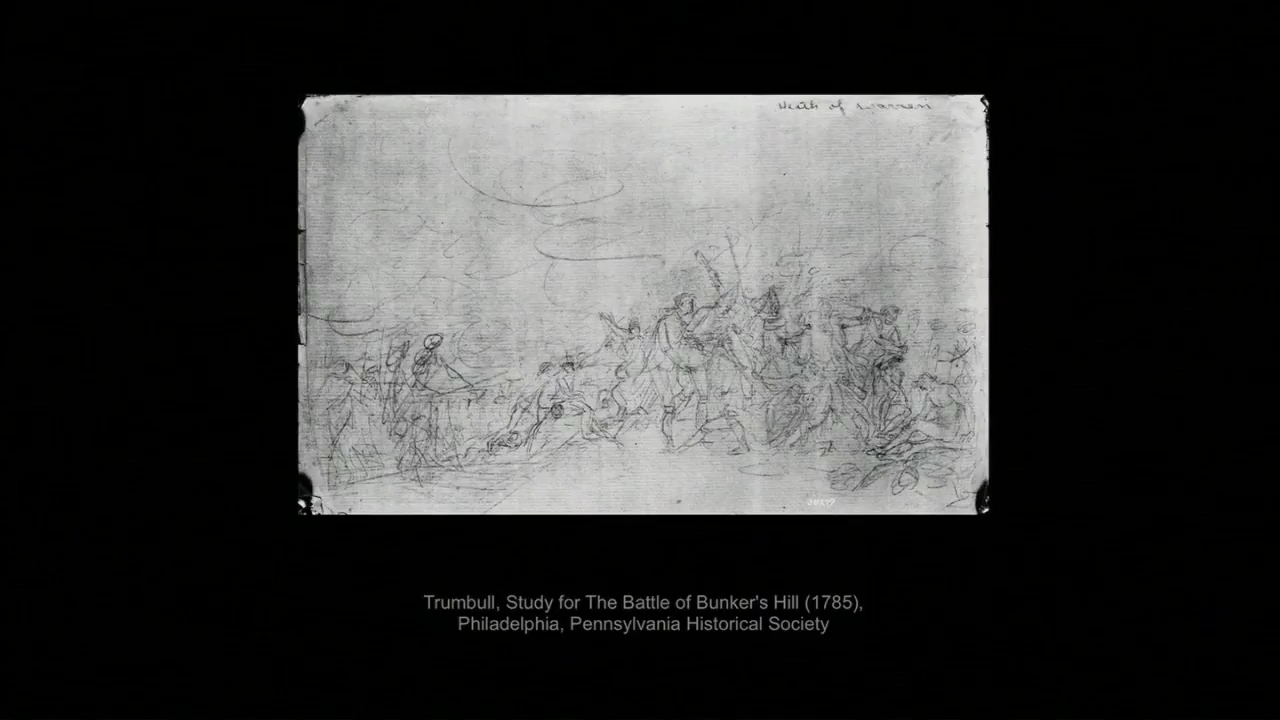 Death of Warren
Trumbull, Study for The Battle of Bunker's Hill (1785),
Philadelphia, Pennsylvania Historical Society